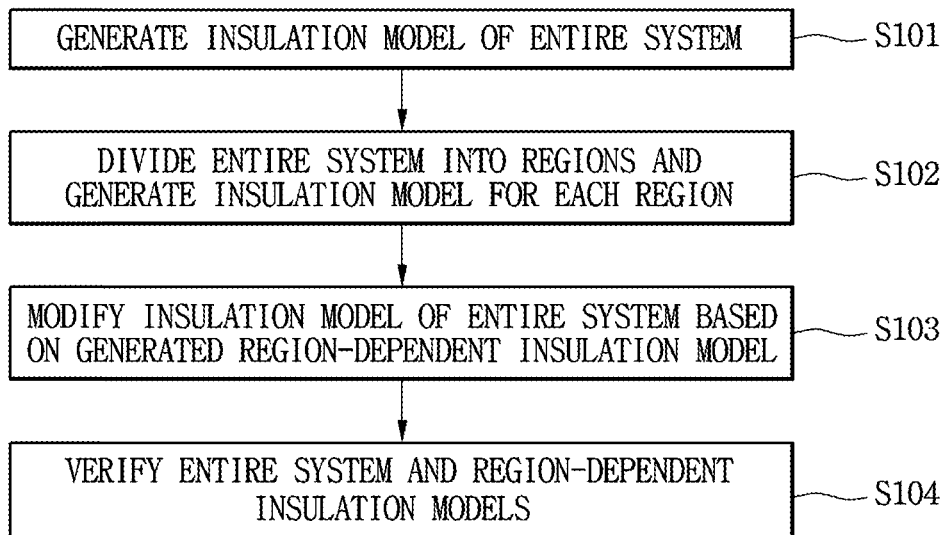 GENERATE INSULATION MODEL OF ENTIRE SYSTEM
S101
DIVIDE ENTIRE SYSTEM INTO REGIONS AND
GENERATE INSULATION MODEL FOR EACH REGION
S102
MODIFY INSULATION MODEL OF ENTIRE SYSTEM BASED
ON GENERATED REGION-DEPENDENT INSULATION MODEL
S103
VERIFY ENTIRE SYSTEM AND REGION-DEPENDENT
INSULATION MODELS
S104